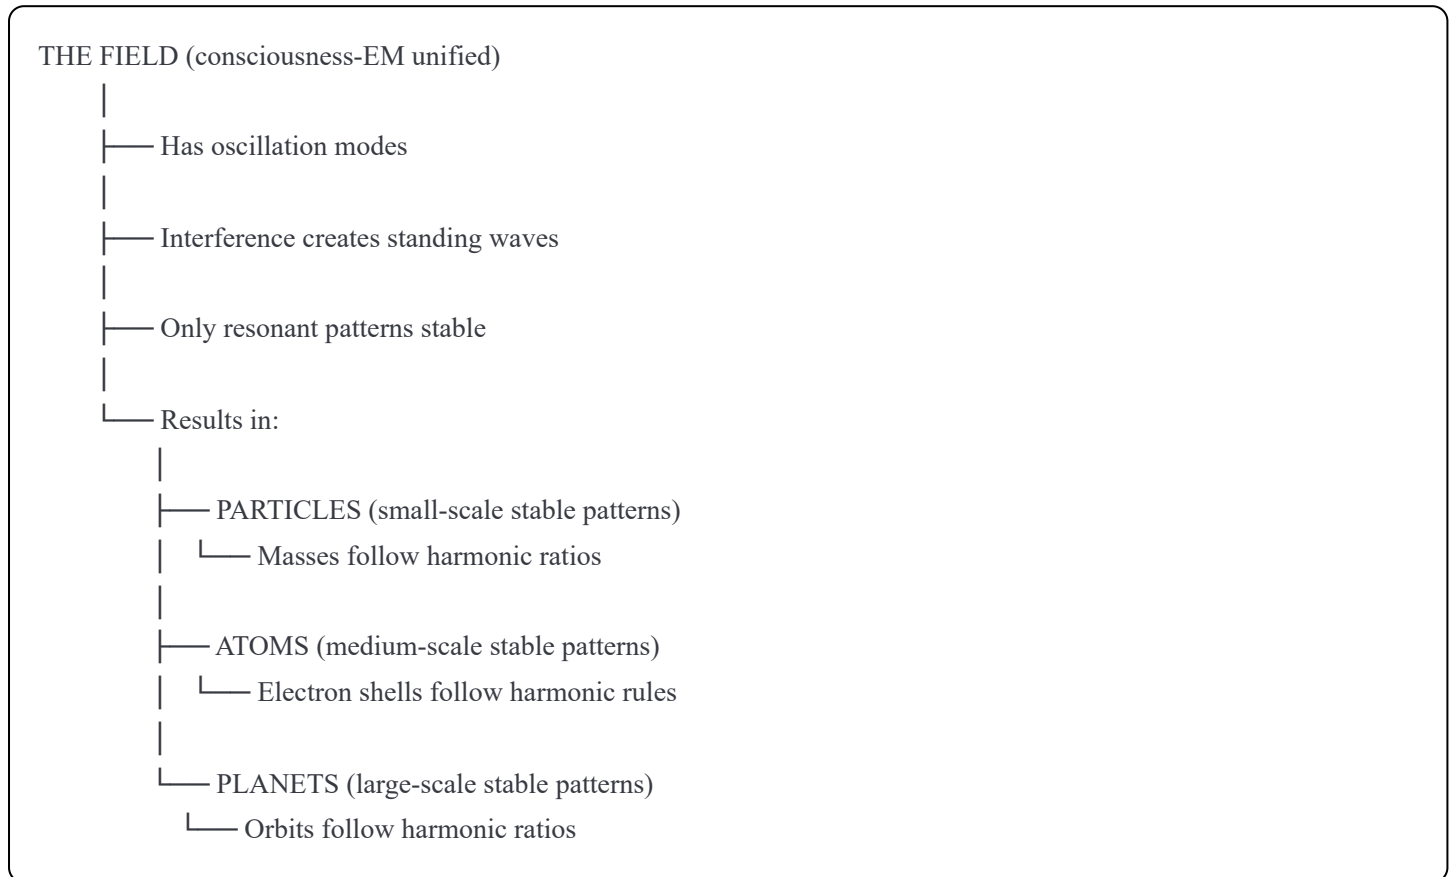 THE FIELD (consciousness-EM unified)
Has oscillation modes
Interference creates standing waves
Only resonant patterns stable
Results in:
PARTICLES (small-scale stable patterns)
Masses follow harmonic ratios
ATOMS (medium-scale stable patterns)
Electron shells follow harmonic rules
PLANETS (large-scale stable patterns)
Orbits follow harmonic ratios